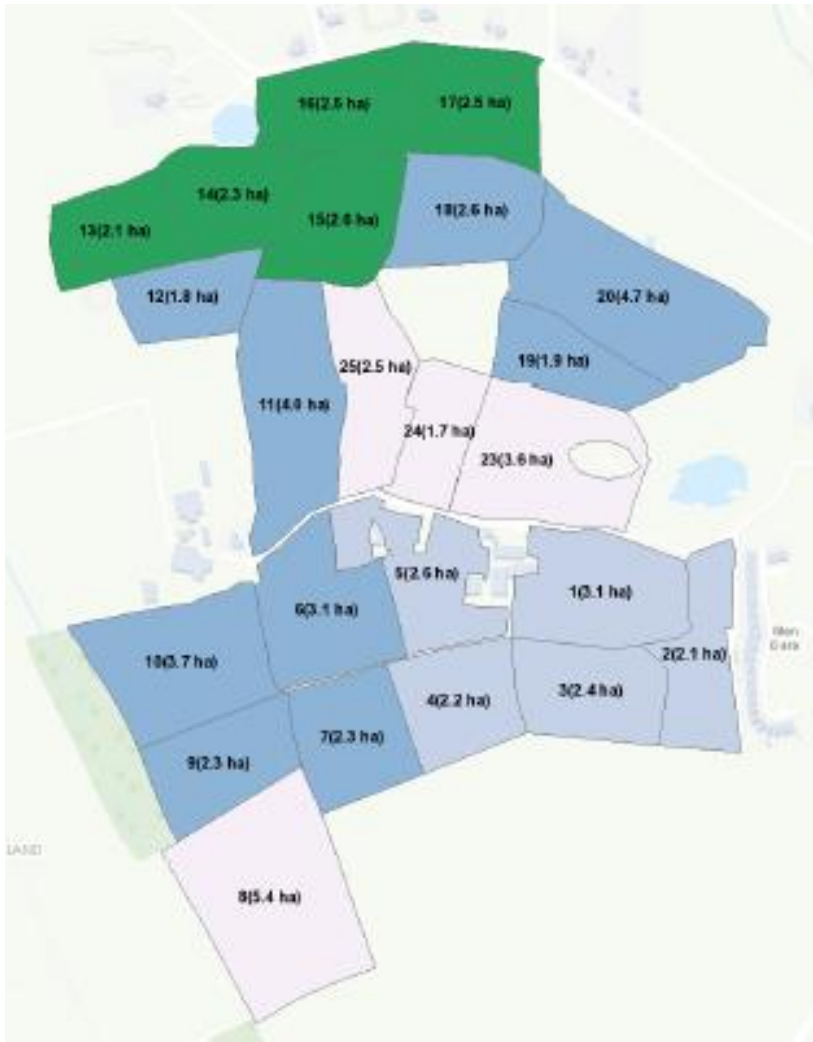 16(2.5 ha)
17(2.5 ha)
14(2.3 ha)
13(2.1 ha)
15(2.6 ha)
18(2.6 ha)
12(1.8 ha)
20(4.7 ha)
19(1.9 ha)
25(2.5 ha)
11(4.0 ha)
24(1.7 ha)
23(3.6 ha)
5(2.6 ha)
1(3.1 ha)
6(3.1 ha)
2(2.1 ha)
10(3.7 ha)
3(2.4 ha)
4(2.2 ha)
7(2.3 ha)
9(2.3 ha)
LAND
8(5.4 ha)